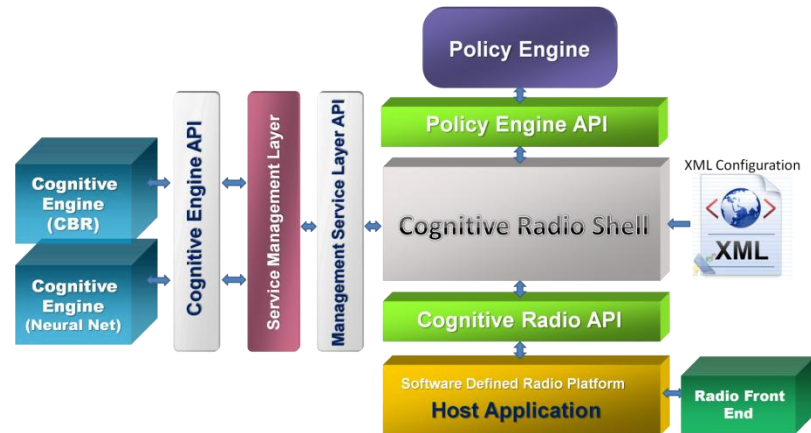 Policy Engine
Policy Engine API
XML Configuration
Cognitive Radio Shell
< >
XML
Cognitive Engine API
Service Management Layer
Management Service Layer API
Cognitive
Engine
(CBR)
Cognitive
Engine
(Neural Net)
Cognitive Radio API
Software Defined Radio Platform
Host Application
Radio Front
End